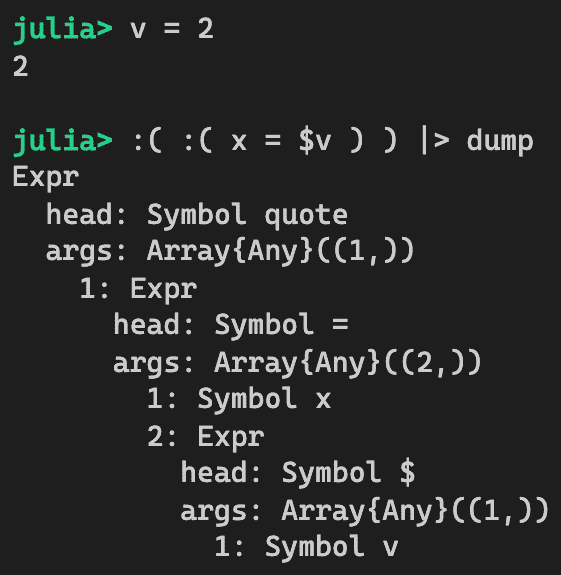 julia> v = 2
2
julia> :( :( x = $v ) ) |> dump
Expr
  head: Symbol quote
  args: Array{Any}((1,))
    1: Expr
      head: Symbol =
      args: Array{Any}((2,))
        1: Symbol x
        2: Expr
          head: Symbol $
          args: Array{Any}((1,))
            1: Symbol v